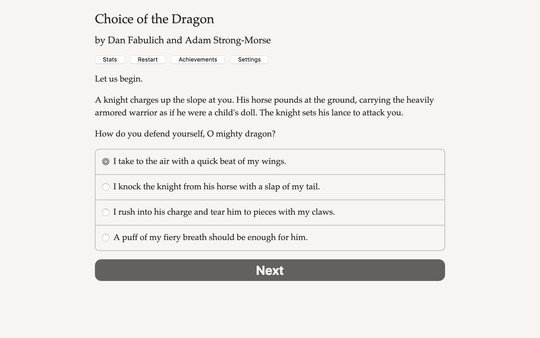 Choice of the Dragon
by Dan Fabulich and Adam Strong-Morse
Stats Restart Achievements Settings
Let us begin.
A knight charges up the slope at you. His horse pounds at the ground, carrying the heavily
armored warrior as if he were a child's doll. The knight sets his lance to attack you.
How do you defend yourself, O mighty dragon?
I take to the air with a quick beat of my wings.
I knock the knight from his horse with a slap of my tail.
I rush into his charge and tear him to pieces with my claws.
A puff of my fiery breath should be enough for him.
Next